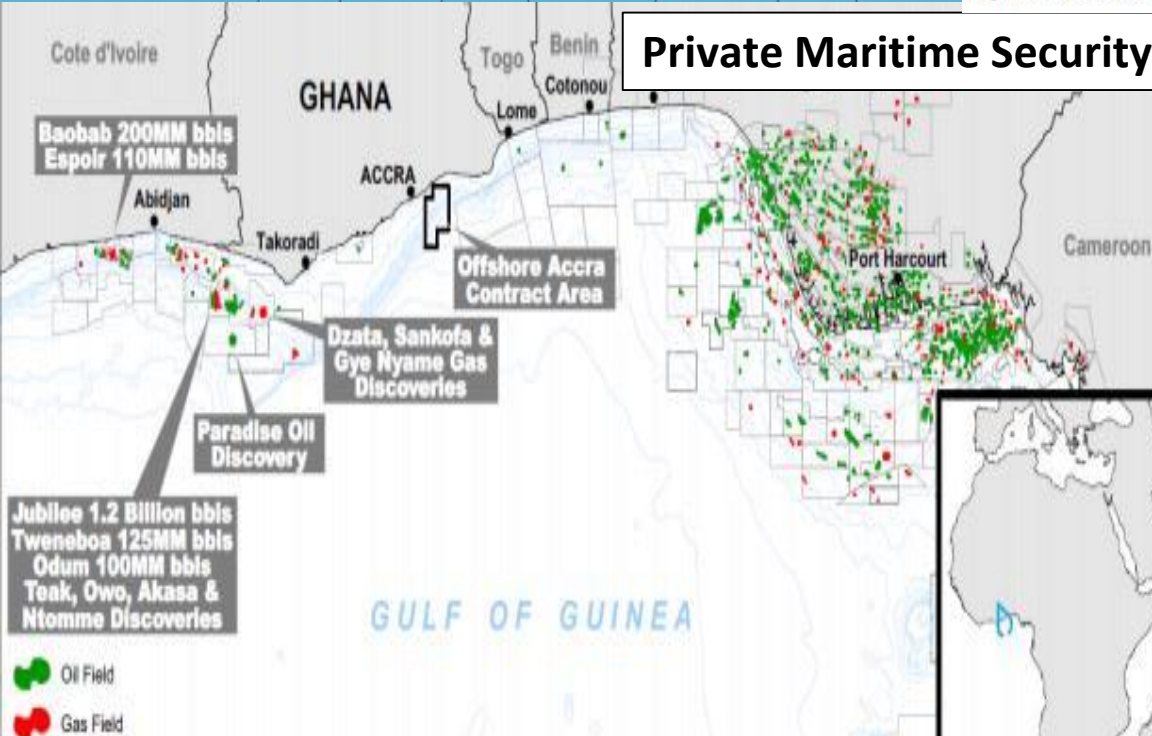 Private Maritime Security
Cote d'Ivoire
GHANA
Togo
Benin
Cotonou
Lome
Baobab 200MM bbls
Espoir 110MM bbls
ACCRA
Abidjan
Takoradi
Offshore Accra
Contract Area
Port Harcourt
Cameroon
Dzata, Sankofa &
Gye Nyame Gas
Discoveries
Paradise Oil
Discovery
Jubilee 1.2 Billion bbls
Tweneboa 125MM bbls
Odum 100MM bbls
Teak, Owo, Akasa &
Ntomme Discoveries
GULF OF GUINEA
Oil Field
Gas Field